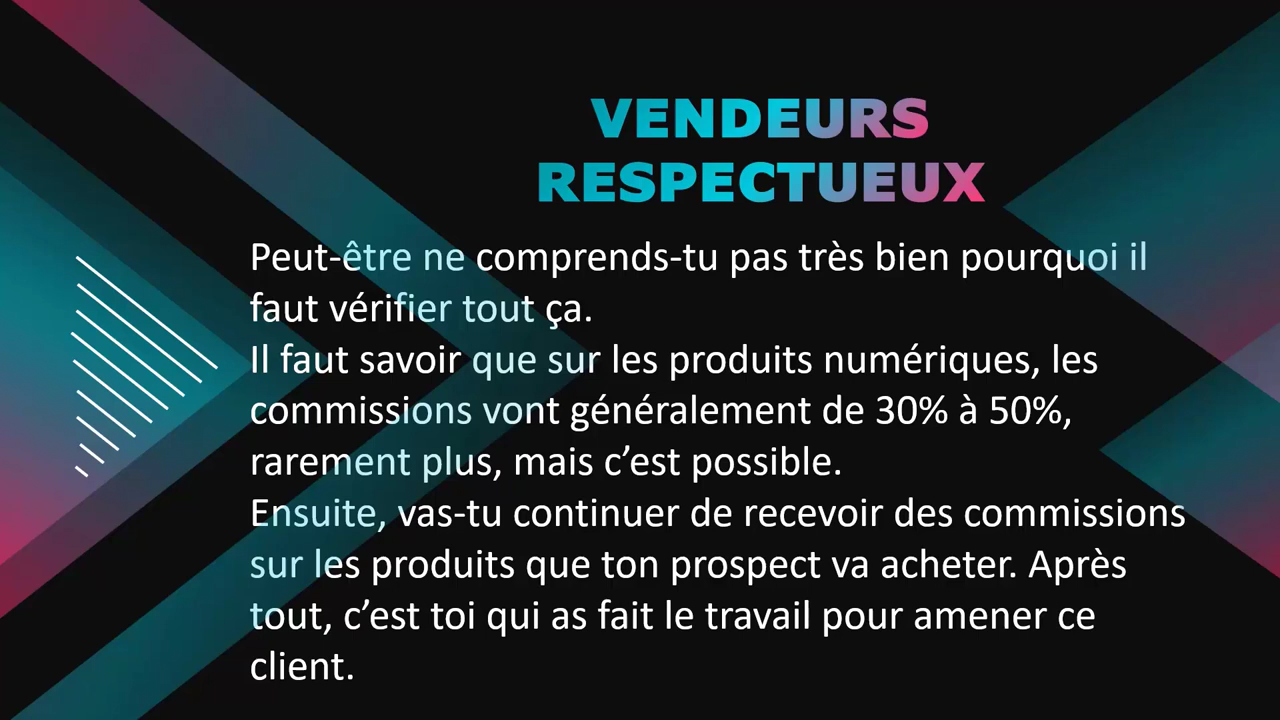 VENDEURS
RESPECTUEUX
Peut-être ne comprends-tu pas très bien pourquoi il
faut vérifier tout ça.
Il faut savoir que sur les produits numériques, les
commissions vont généralement de 30% à 50%,
rarement plus, mais c’est possible.
Ensuite, vas-tu continuer de recevoir des commissions
sur les produits que ton prospect va acheter. Après
tout, c’est toi qui as fait le travail pour amener ce
client.